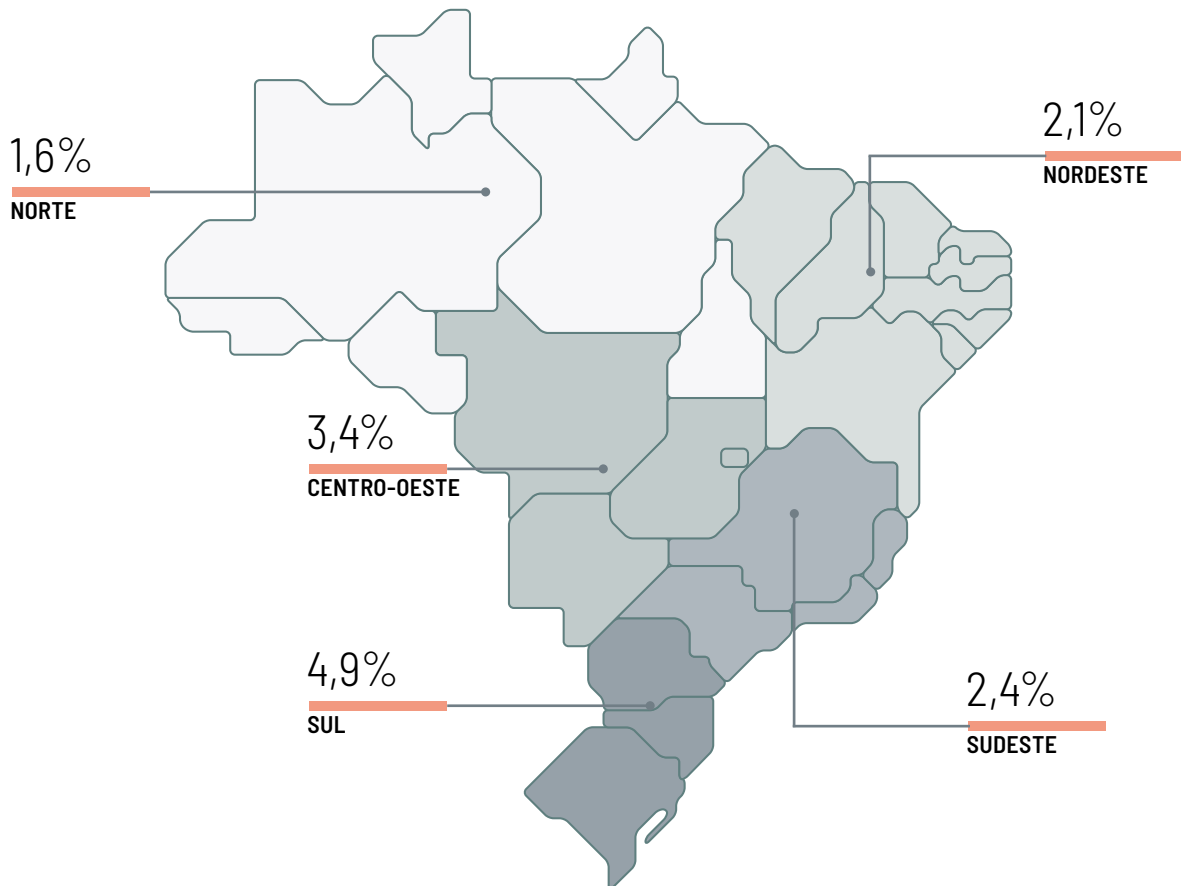 2,1%
NORDESTE
1,6%
NORTE
3,4%
CENTRO-OESTE
4,9%
SUL
2,4%
SUDESTE